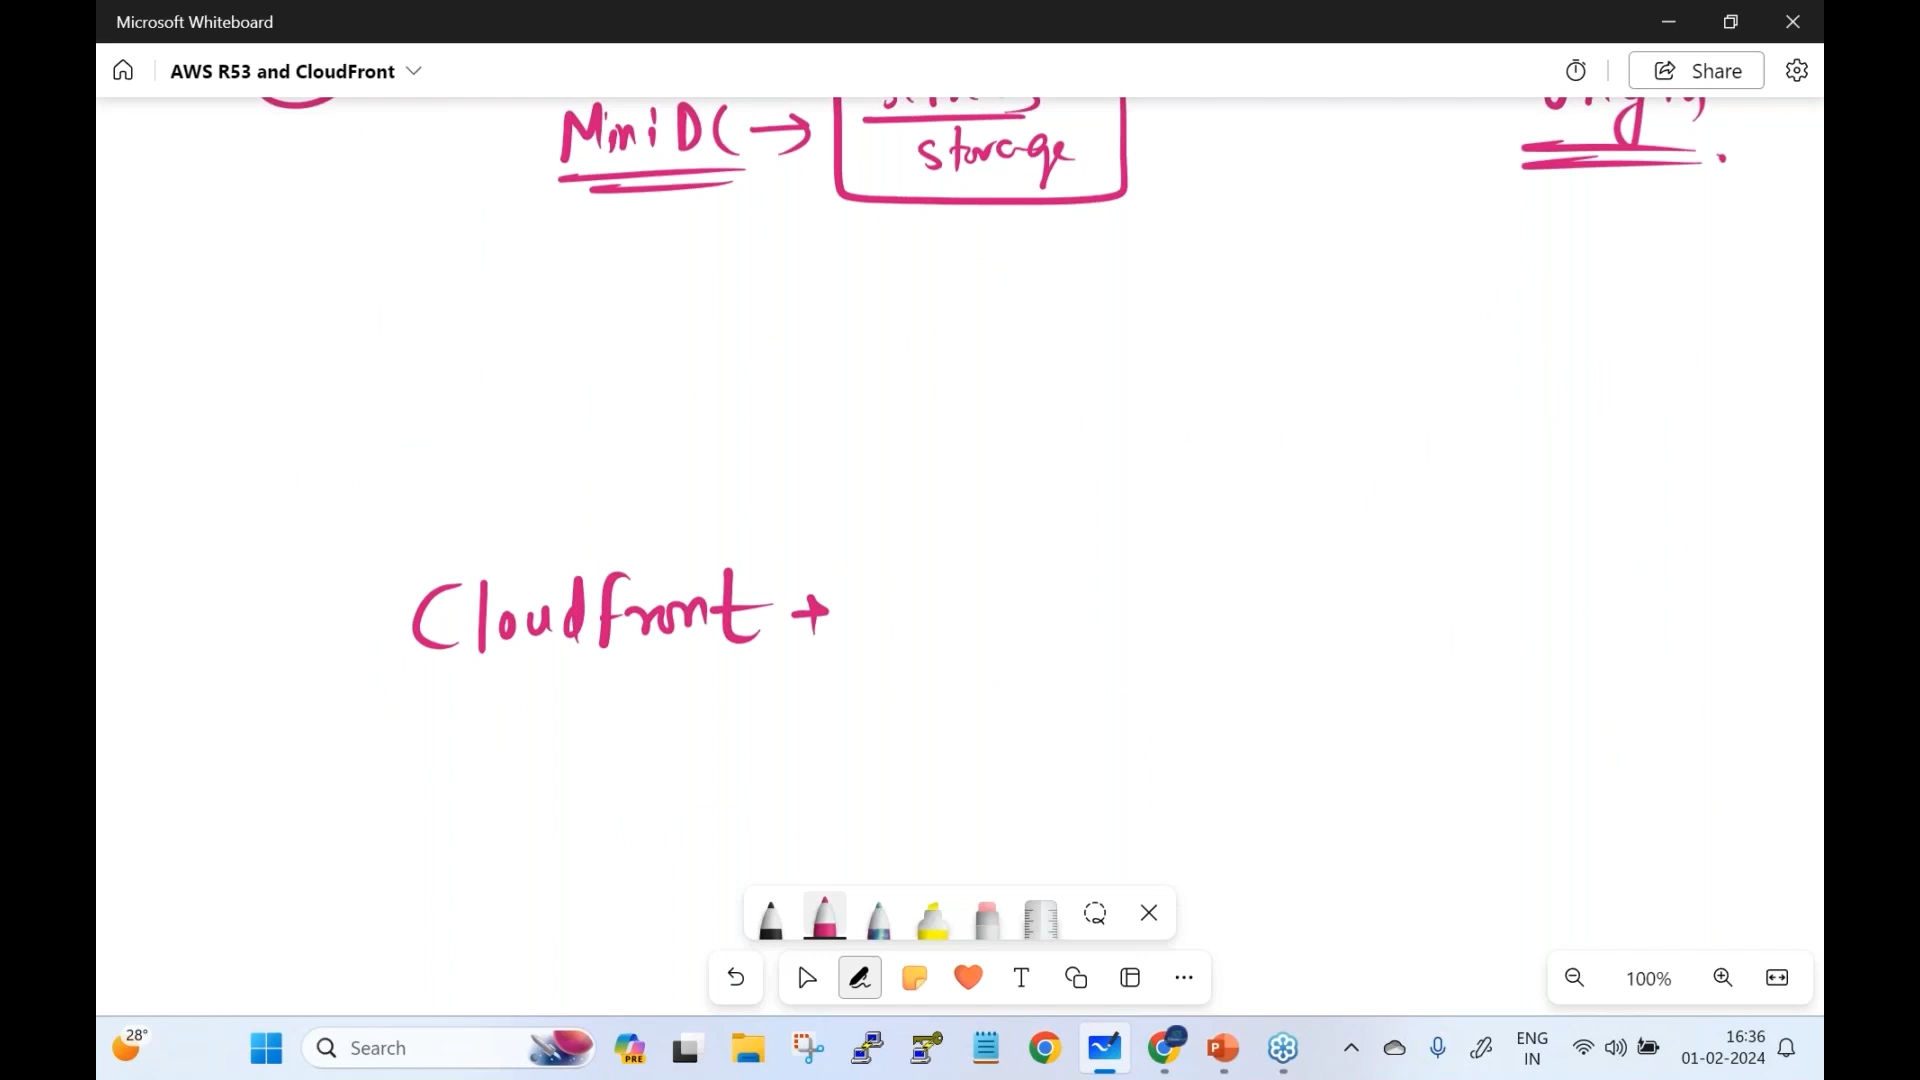 Microsoft Whiteboard
AWS R53 and CloudFront
Share
Mini DC →
storage
Cloudfront +
100%
28°
Search
PRE
ENG
IN
16:36
01-02-2024